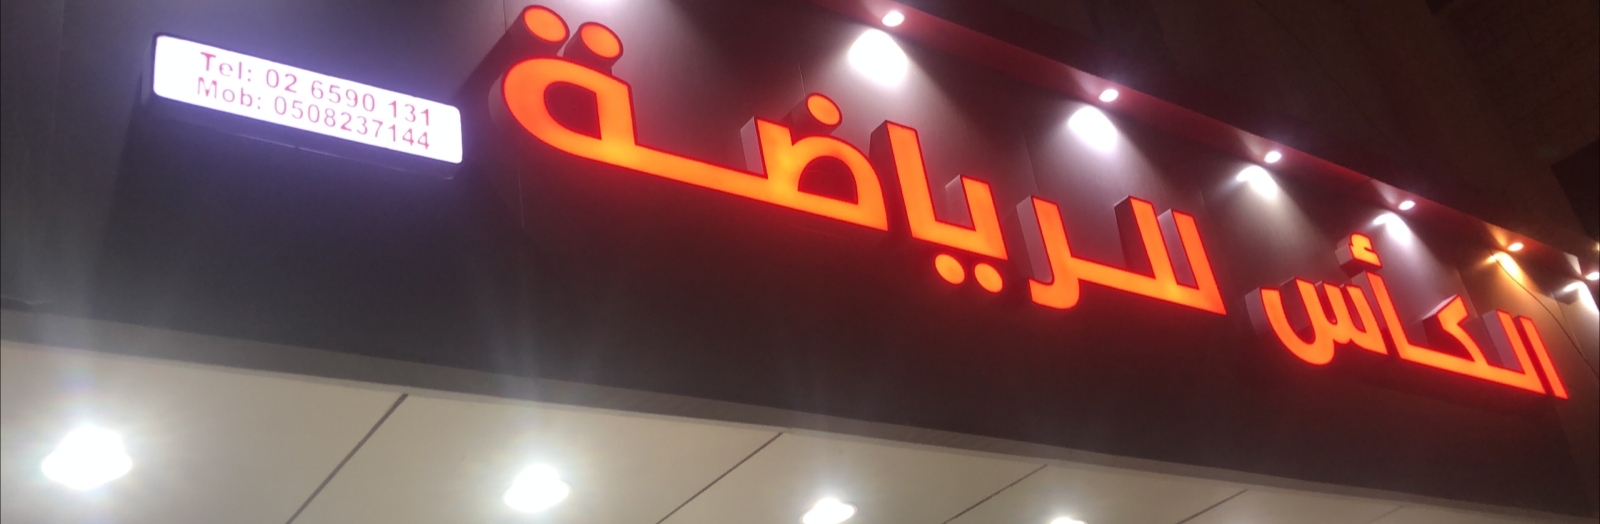 الكأس للرياضة
Tel: 02 6590 131
Mob: 0508237144